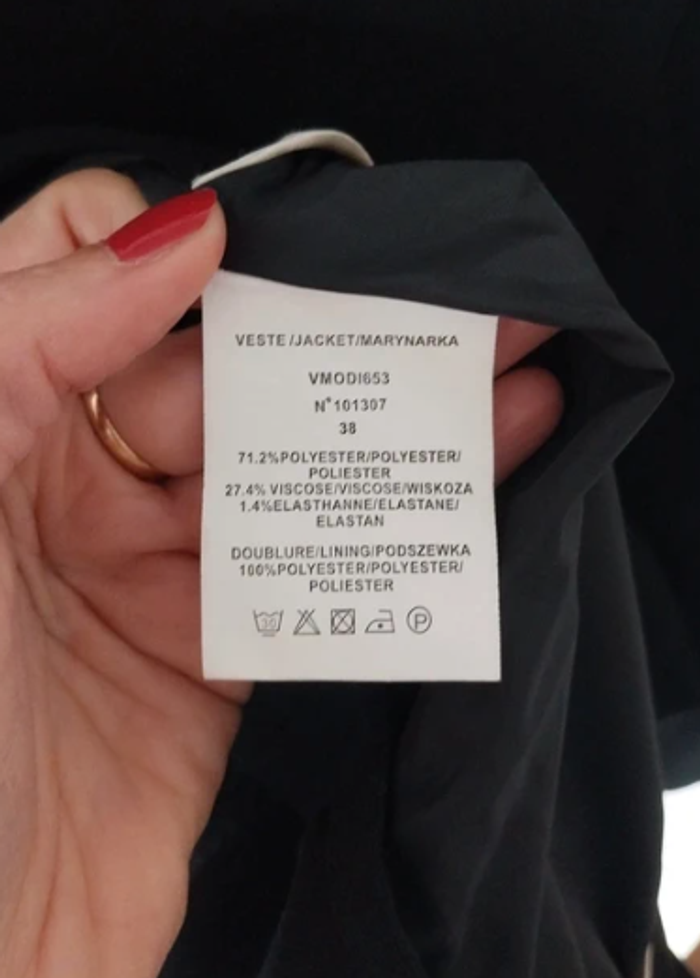 VESTE/JACKET/MARYNARKA
VMODI653
N°101307
38
71.2%POLYESTER/POLYESTER/
POLIESTER
27.4% VISCOSE/VISCOSE/WISKOZA
1.4%ELASTHANNE/ELASTANE/
ELASTAN
DOUBLURE/LINING/PODSZEWKA
100%POLYESTER/POLYESTER/
POLIESTER
30 P